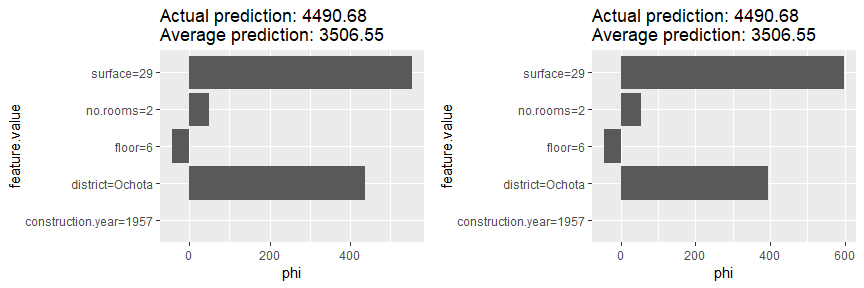 Actual prediction: 4490.68
Average prediction: 3506.55
feature.value
surface=29
no.rooms=2
floor=6
district=Ochota
construction.year=1957
0 200 400
phi
Actual prediction: 4490.68
Average prediction: 3506.55
feature.value
surface=29
no.rooms=2
floor=6
district=Ochota
construction.year=1957
0 200 400 600
phi